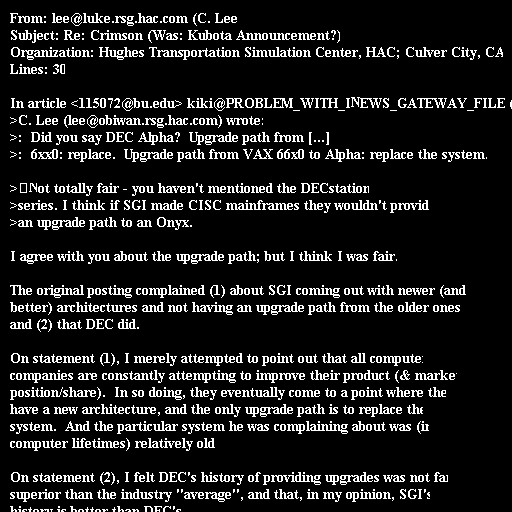 From: lee@luke.rsg.hac.com (C. Lee
Subject: Re: Crimson (Was: Kubota Announcement?)
Organization: Hughes Transportation Simulation Center, HAC; Culver City, CA
Lines: 30

In article <115072@bu.edu> kiki@PROBLEM_WITH_INEWS_GATEWAY_FILE (
>C. Lee (lee@obiwan.rsg.hac.com) wrote:
>:  Did you say DEC Alpha?  Upgrade path from [...]
>:  6xx0: replace.  Upgrade path from VAX 66x0 to Alpha: replace the system.

>Not totally fair - you haven't mentioned the DECstation
>series. I think if SGI made CISC mainframes they wouldn't provid
>an upgrade path to an Onyx.

I agree with you about the upgrade path; but I think I was fair.

The original posting complained (1) about SGI coming out with newer (and
better) architectures and not having an upgrade path from the older ones
and (2) that DEC did.

On statement (1), I merely attempted to point out that all compute
companies are constantly attempting to improve their product (& marke
position/share).  In so doing, they eventually come to a point where the
have a new architecture, and the only upgrade path is to replace the
system.  And the particular system he was complaining about was (in
computer lifetimes) relatively old

On statement (2), I felt DEC's history of providing upgrades was not fa
superior than the industry "average", and that, in my opinion, SGI's
history is better than DEC's